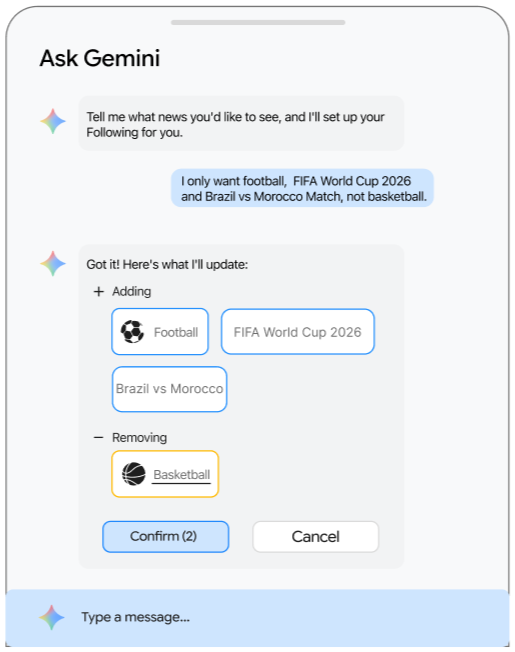 Ask Gemini
Tell me what news you'd like to see, and I'll set up your
Following for you.
I only want football, FIFA World Cup 2026
and Brazil vs Morocco Match, not basketball.
Got it! Here's what I'll update:
+ Adding
Football
FIFA World Cup 2026
Brazil vs Morocco
− Removing
Basketball
Confirm (2)
Cancel
Type a message...